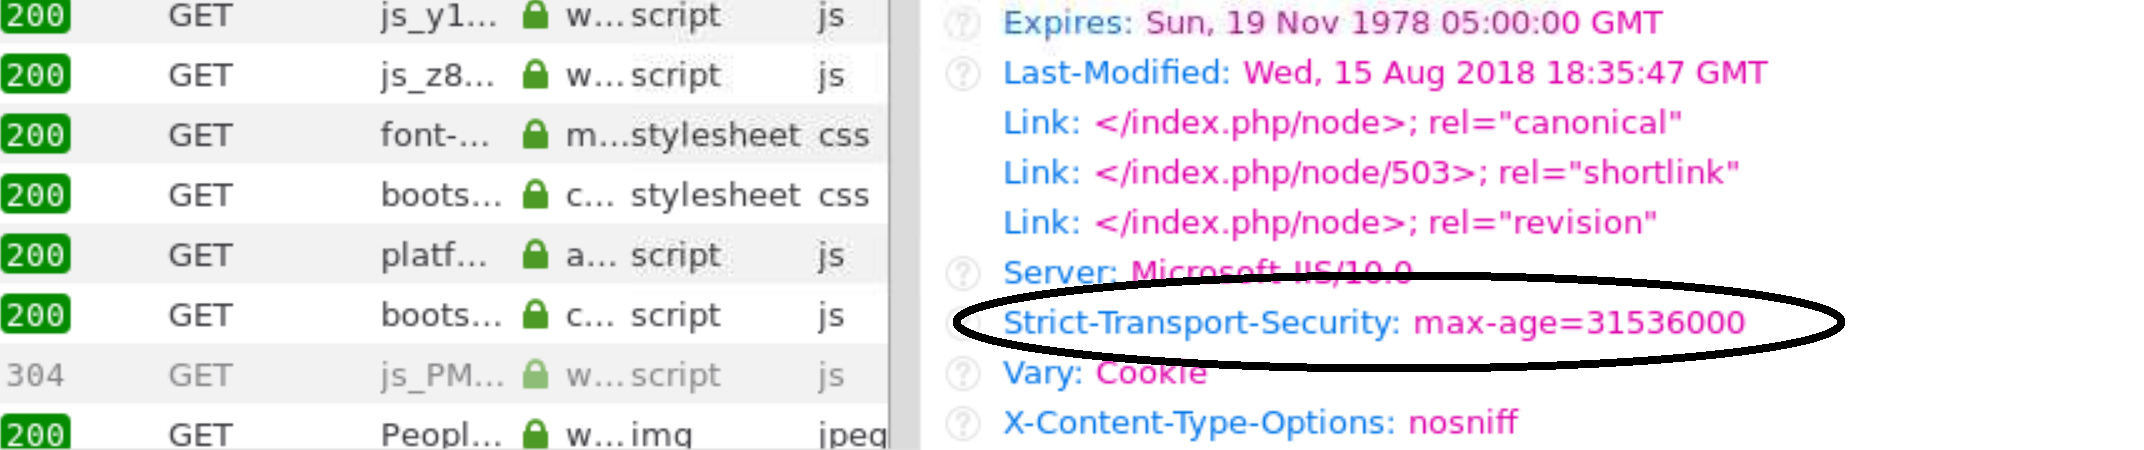 200 GET js_y1... w... script js
200 GET js_z8... w... script js
200 GET font-... m... stylesheet css
200 GET boots... c... stylesheet css
200 GET platf... a... script js
200 GET boots... c... script js
304 GET js_PM... w... script js
200 GET Peopl... w... img jpeg
Expires: Sun, 19 Nov 1978 05:00:00 GMT
Last-Modified: Wed, 15 Aug 2018 18:35:47 GMT
Link: </index.php/node>; rel="canonical"
Link: </index.php/node/503>; rel="shortlink"
Link: </index.php/node>; rel="revision"
Server: Microsoft-IIS/10.0
Strict-Transport-Security: max-age=31536000
Vary: Cookie
X-Content-Type-Options: nosniff